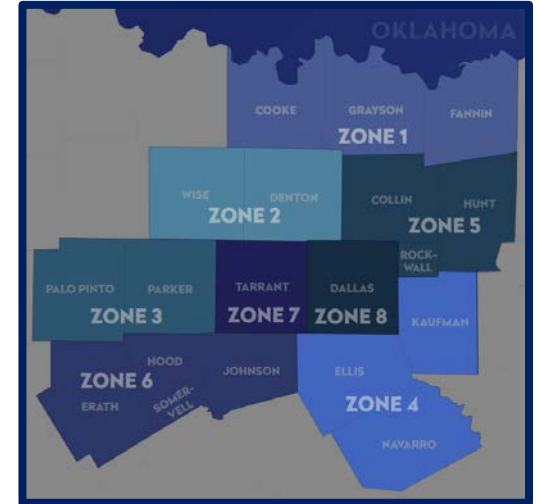 OKLAHOMA
COOKE
GRAYSON
FANNIN
ZONE 1
WISE
DENTON
ZONE 2
COLLIN
HUNT
ZONE 5
ROCK-
WALL
PALO PINTO
PARKER
ZONE 3
TARRANT
ZONE 7
DALLAS
ZONE 8
KAUFMAN
HOOD
ZONE 6
ERATH
SOMER-
VELL
JOHNSON
ELLIS
ZONE 4
NAVARRO